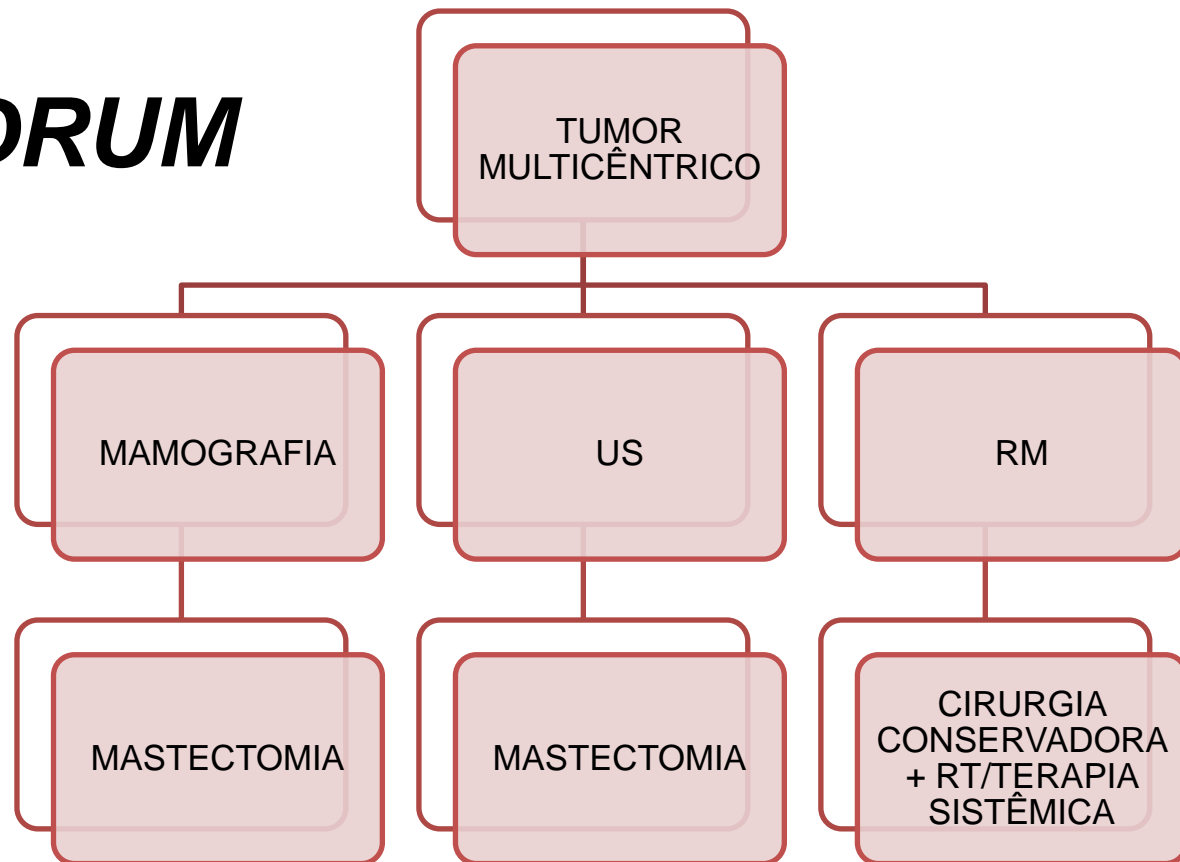 ORUM
TUMOR
MULTICÊNTRICO
MAMOGRAFIA
US
RM
MASTECTOMIA
MASTECTOMIA
CIRURGIA
CONSERVADORA
+ RT/TERAPIA
SISTÊMICA